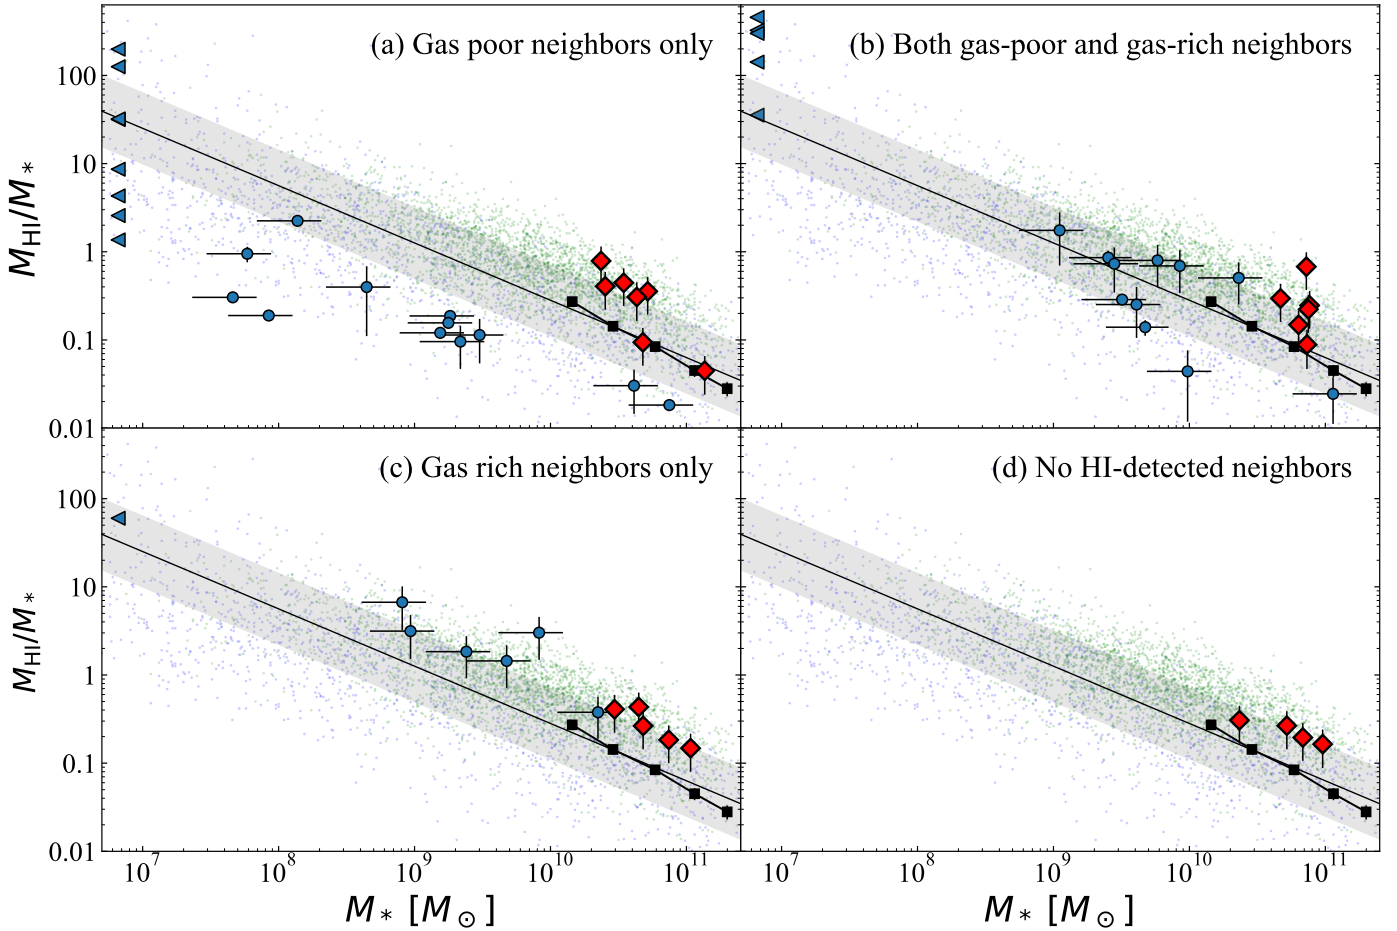 (a) Gas poor neighbors only
(b) Both gas-poor and gas-rich neighbors
100
10
1
0.1
0.01
M_HI/M_*
(c) Gas rich neighbors only
(d) No HI-detected neighbors
100
10
1
0.1
0.01
M_HI/M_*
10^7 10^8 10^9 10^10 10^11
10^7 10^8 10^9 10^10 10^11
M_* [M_⊙]
M_* [M_⊙]